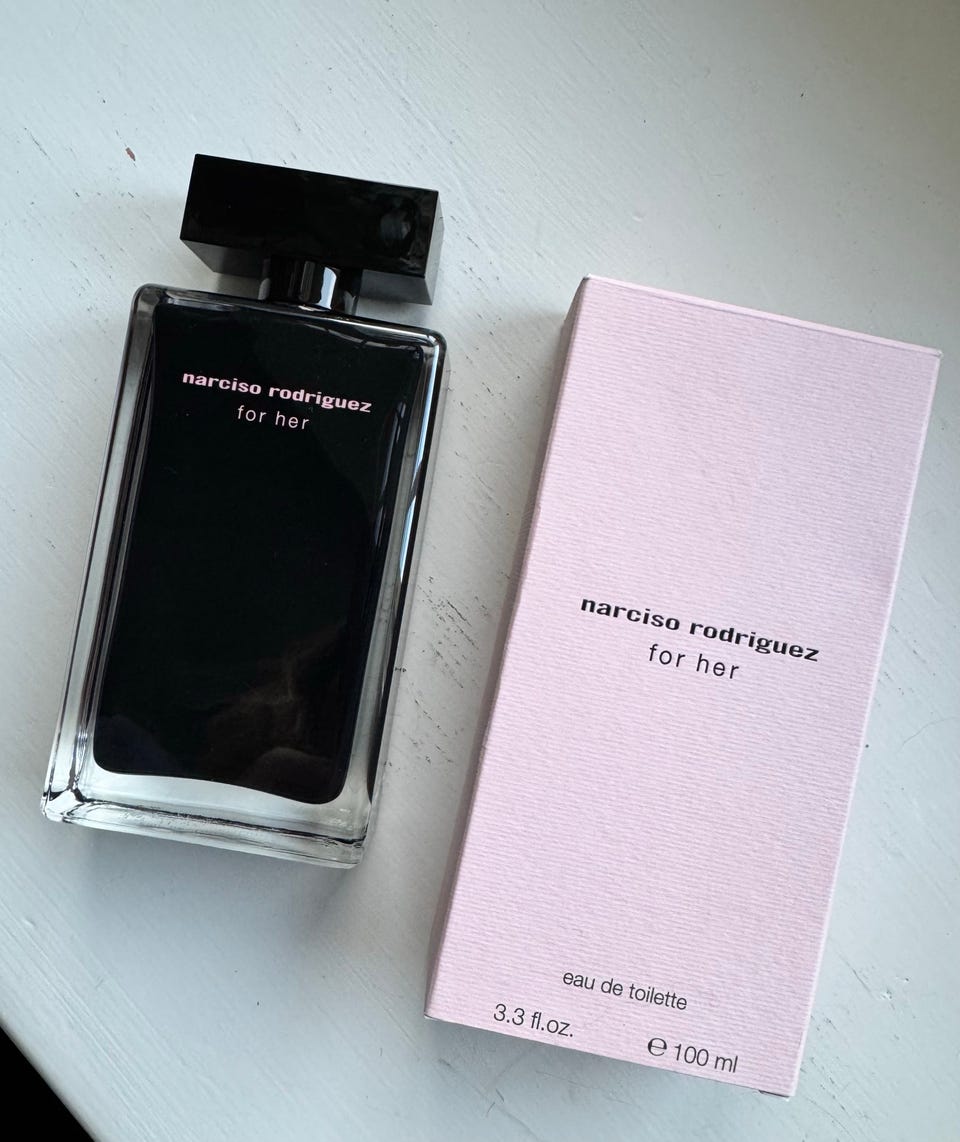 narciso rodriguez
for her
narciso rodriguez
for her
eau de toilette
3.3 fl.oz.
℮ 100 ml